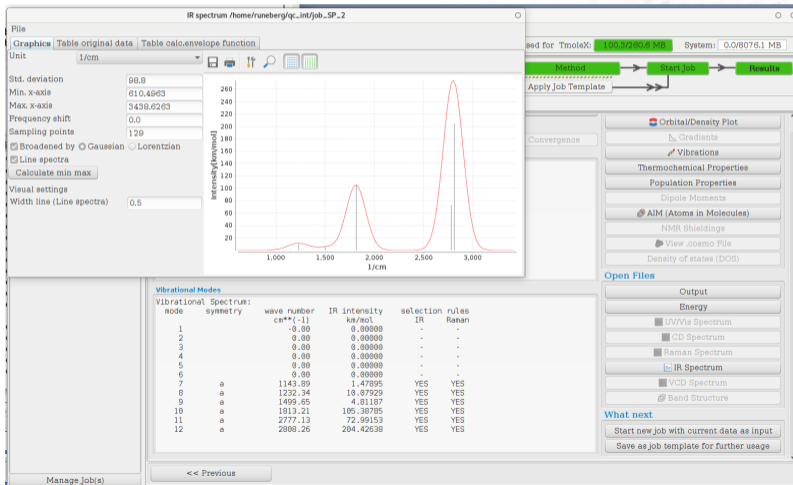 IR spectrum /home/runeberg/qc_int/job_SP_2
File
Graphics Table original data Table calc.envelope function
Unit 1/cm
Std. deviation 98.8
Min. x-axis 610.4963
Max. x-axis 3438.6263
Frequency shift 0.0
Sampling points 129
Broadened by Gaussian Lorentzian
Line spectra
Calculate min max
Visual settings
Width line (Line spectra) 0.5
Intensity[km/mol]
260
240
220
200
180
160
140
120
100
80
60
40
20
1,000 1,500 2,000 2,500 3,000
1/cm
sed for TmoleX: 100.3/260.6 MB System: 0.0/8076.1 MB
Method Start Job Results
Apply Job Template
Convergence
Orbital/Density Plot
Gradients
Vibrations
Thermochemical Properties
Population Properties
Dipole Moments
AIM (Atoms in Molecules)
NMR Shieldings
View .cosmo File
Density of states (DOS)
Open Files
Output
Energy
UV/Vis Spectrum
CD Spectrum
Raman Spectrum
IR Spectrum
VCD Spectrum
Band Structure
What next
Start new job with current data as input
Save as job template for further usage
Vibrational Modes
Vibrational Spectrum:
mode symmetry wave number IR intensity selection rules
cm**(-1) km/mol IR Raman
1 -0.00 0.00000 - -
2 0.00 0.00000 - -
3 0.00 0.00000 - -
4 0.00 0.00000 - -
5 0.00 0.00000 - -
6 0.00 0.00000 - -
7 a 1143.89 1.47895 YES YES
8 a 1232.34 10.07929 YES YES
9 a 1499.65 4.81187 YES YES
10 a 1813.21 105.38785 YES YES
11 a 2777.13 72.99153 YES YES
12 a 2808.26 204.42638 YES YES
<< Previous
Manage Job(s)